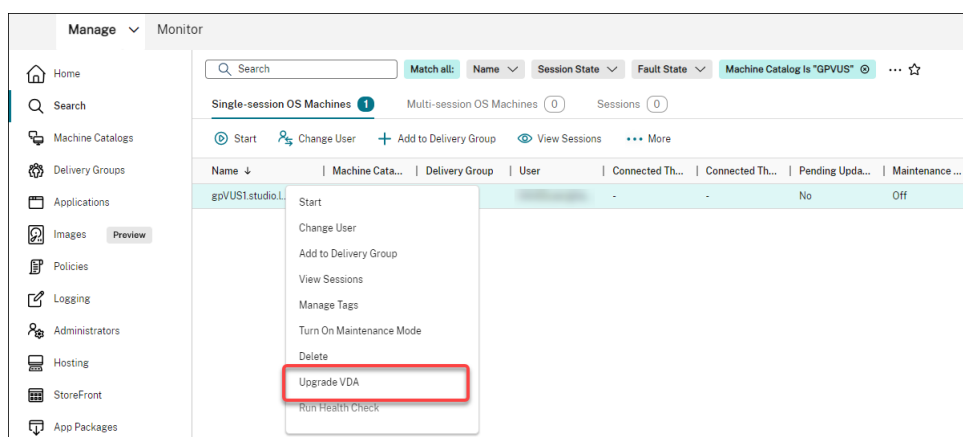 Manage Monitor
Home
Search
Machine Catalogs
Delivery Groups
Applications
Images Preview
Policies
Logging
Administrators
Hosting
StoreFront
App Packages
Search Match all: Name Session State Fault State Machine Catalog Is "GPVUS" ...
Single-session OS Machines 1 Multi-session OS Machines 0 Sessions 0
Start Change User Add to Delivery Group View Sessions ... More
Name ↓ Machine Cata... Delivery Group User Connected Th... Connected Th... Pending Upda... Maintenance ...
gpVUS1.studio.l... - - No Off
Start
Change User
Add to Delivery Group
View Sessions
Manage Tags
Turn On Maintenance Mode
Delete
Upgrade VDA
Run Health Check